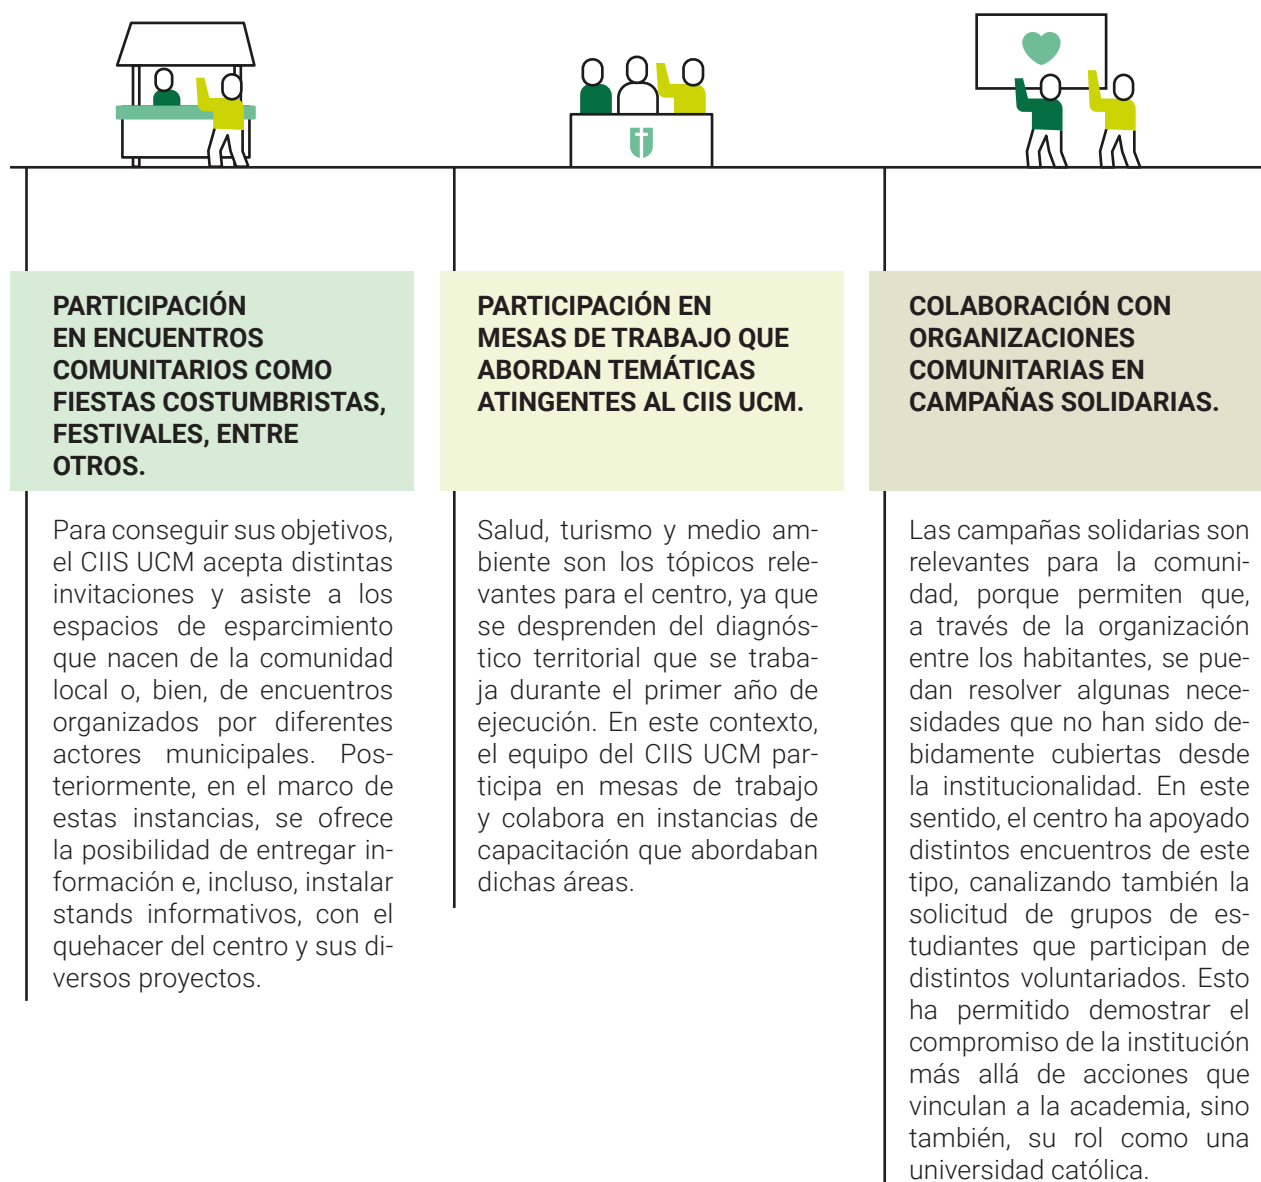 PARTICIPACIÓN
EN ENCUENTROS
COMUNITARIOS COMO
FIESTAS COSTUMBRISTAS,
FESTIVALES, ENTRE
OTROS.
Para conseguir sus objetivos,
el CIIS UCM acepta distintas
invitaciones y asiste a los
espacios de esparcimiento
que nacen de la comunidad
local o, bien, de encuentros
organizados por diferentes
actores municipales. Pos-
teriormente, en el marco de
estas instancias, se ofrece
la posibilidad de entregar in-
formación e, incluso, instalar
stands informativos, con el
quehacer del centro y sus di-
versos proyectos.
PARTICIPACIÓN EN
MESAS DE TRABAJO QUE
ABORDAN TEMÁTICAS
ATINGENTES AL CIIS UCM.
Salud, turismo y medio am-
biente son los tópicos rele-
vantes para el centro, ya que
se desprenden del diagnós-
tico territorial que se traba-
ja durante el primer año de
ejecución. En este contexto,
el equipo del CIIS UCM par-
ticipa en mesas de trabajo
y colabora en instancias de
capacitación que abordaban
dichas áreas.
COLABORACIÓN CON
ORGANIZACIONES
COMUNITARIAS EN
CAMPAÑAS SOLIDARIAS.
Las campañas solidarias son
relevantes para la comuni-
dad, porque permiten que,
a través de la organización
entre los habitantes, se pue-
dan resolver algunas nece-
sidades que no han sido de-
bidamente cubiertas desde
la institucionalidad. En este
sentido, el centro ha apoyado
distintos encuentros de este
tipo, canalizando también la
solicitud de grupos de es-
tudiantes que participan de
distintos voluntariados. Esto
ha permitido demostrar el
compromiso de la institución
más allá de acciones que
vinculan a la academia, sino
también, su rol como una
universidad católica.